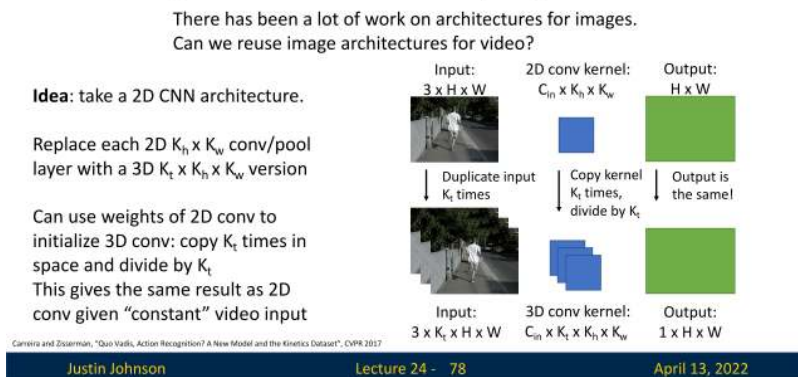 There has been a lot of work on architectures for images.
Can we reuse image architectures for video?
Idea: take a 2D CNN architecture.
Replace each 2D Kh x Kw conv/pool
layer with a 3D Kt x Kh x Kw version
Can use weights of 2D conv to
initialize 3D conv: copy Kt times in
space and divide by Kt
This gives the same result as 2D
conv given “constant” video input
Input:
3 x H x W
2D conv kernel:
Cin x Kh x Kw
Output:
H x W
Duplicate input
Kt times
Copy kernel
Kt times,
divide by Kt
Output is
the same!
Input:
3 x Kt x H x W
3D conv kernel:
Cin x Kt x Kh x Kw
Output:
1 x H x W
Carreira and Zisserman, "Quo Vadis, Action Recognition? A New Model and the Kinetics Dataset", CVPR 2017
Justin Johnson
Lecture 24 - 78
April 13, 2022